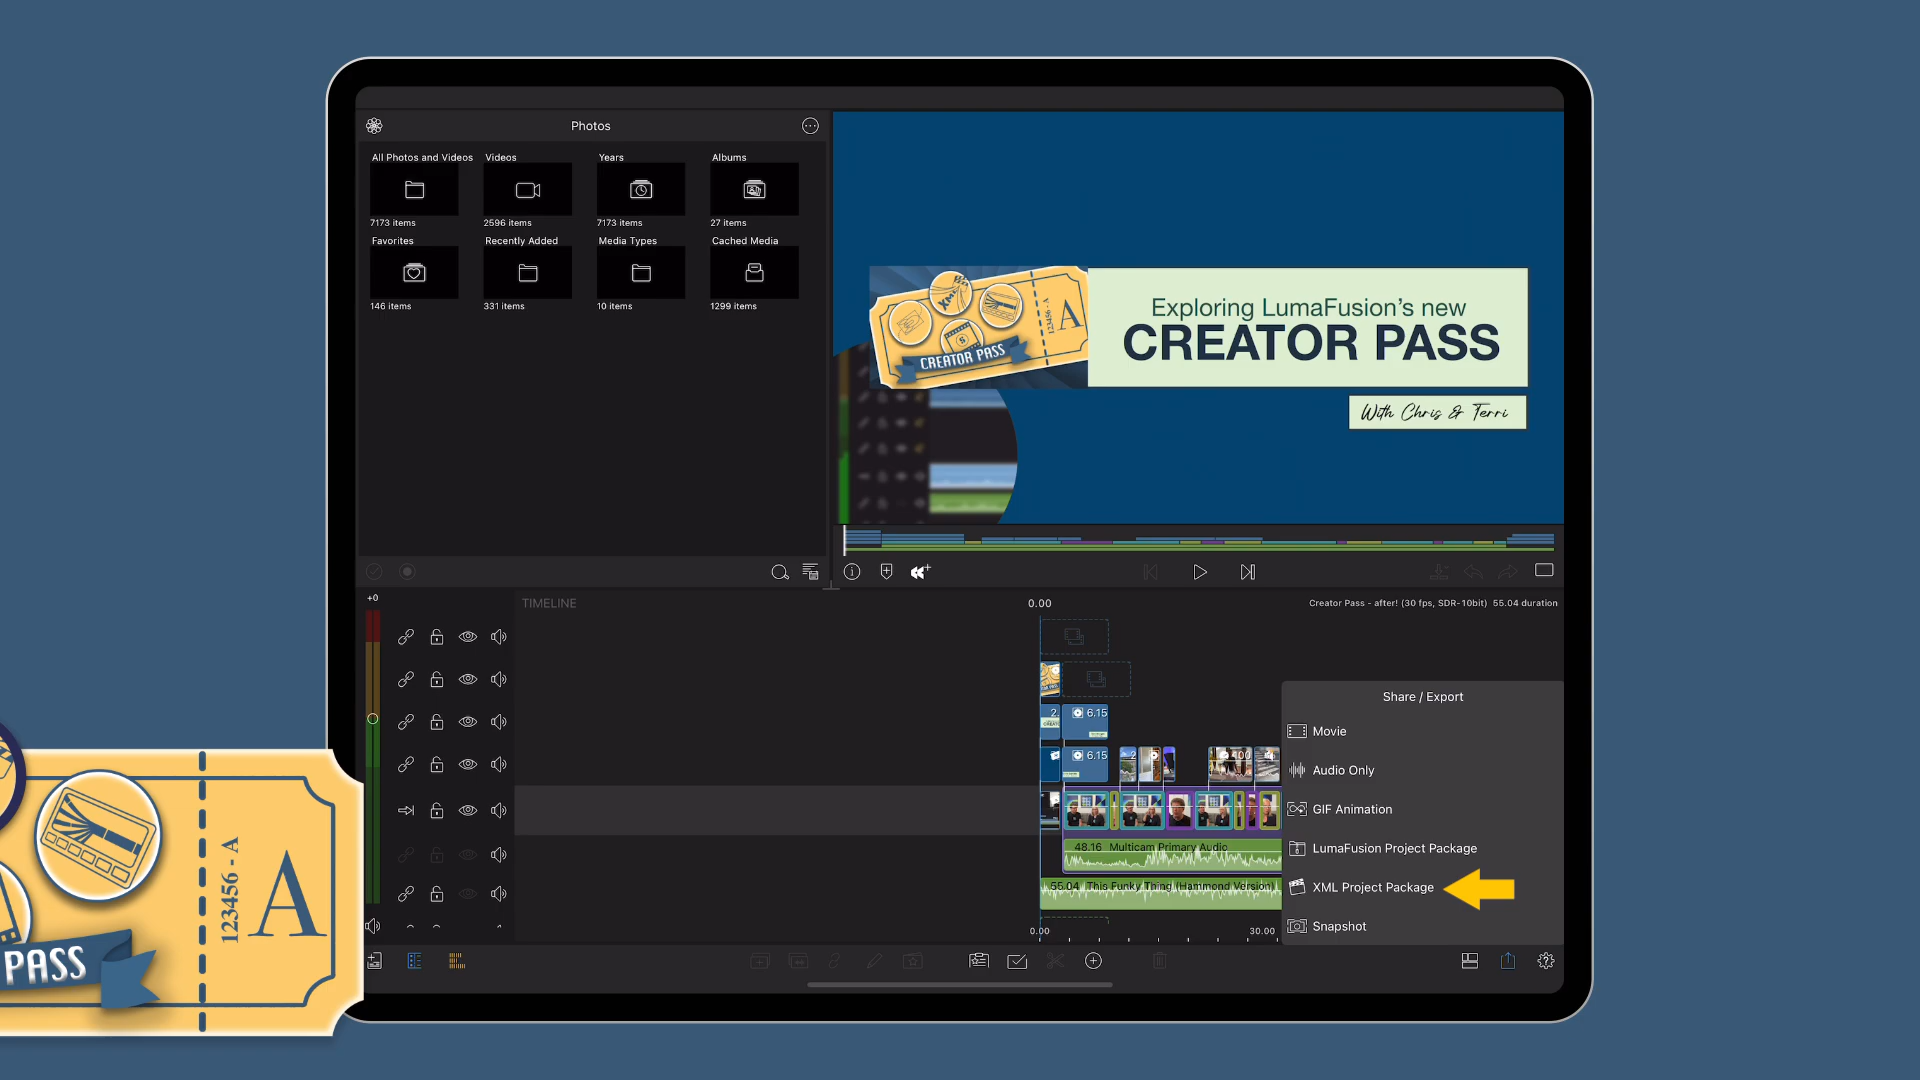 Photos
All Photos and Videos
Videos
Years
Albums
7173 items
2596 items
7173 items
27 items
Favorites
Recently Added
Media Types
Cached Media
146 items
331 items
10 items
1299 items
XML
$
CREATOR PASS
123456 - A
A
Exploring LumaFusion's new
CREATOR PASS
With Chris & Terri
+0
TIMELINE
0.00
Creator Pass - after! (30 fps, SDR-10bit) 55.04 duration
2.
6.15
6.15
48.16 Multicam Primary Audio
55.04 This Funky Thing (Hammond Version)
0.00
30.00
Share / Export
Movie
Audio Only
GIF Animation
LumaFusion Project Package
XML Project Package
Snapshot
PASS
123456 - A
A